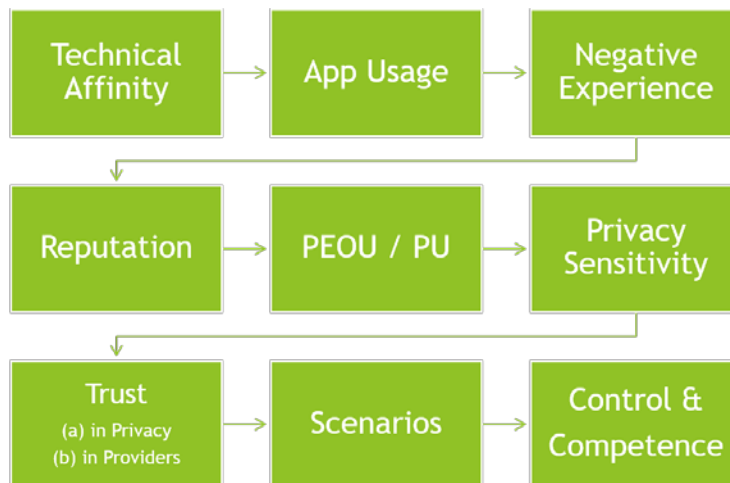 Technical
Affinity
App Usage
Negative
Experience
Reputation
PEOU / PU
Privacy
Sensitivity
Trust
(a) in Privacy
(b) in Providers
Scenarios
Control &
Competence